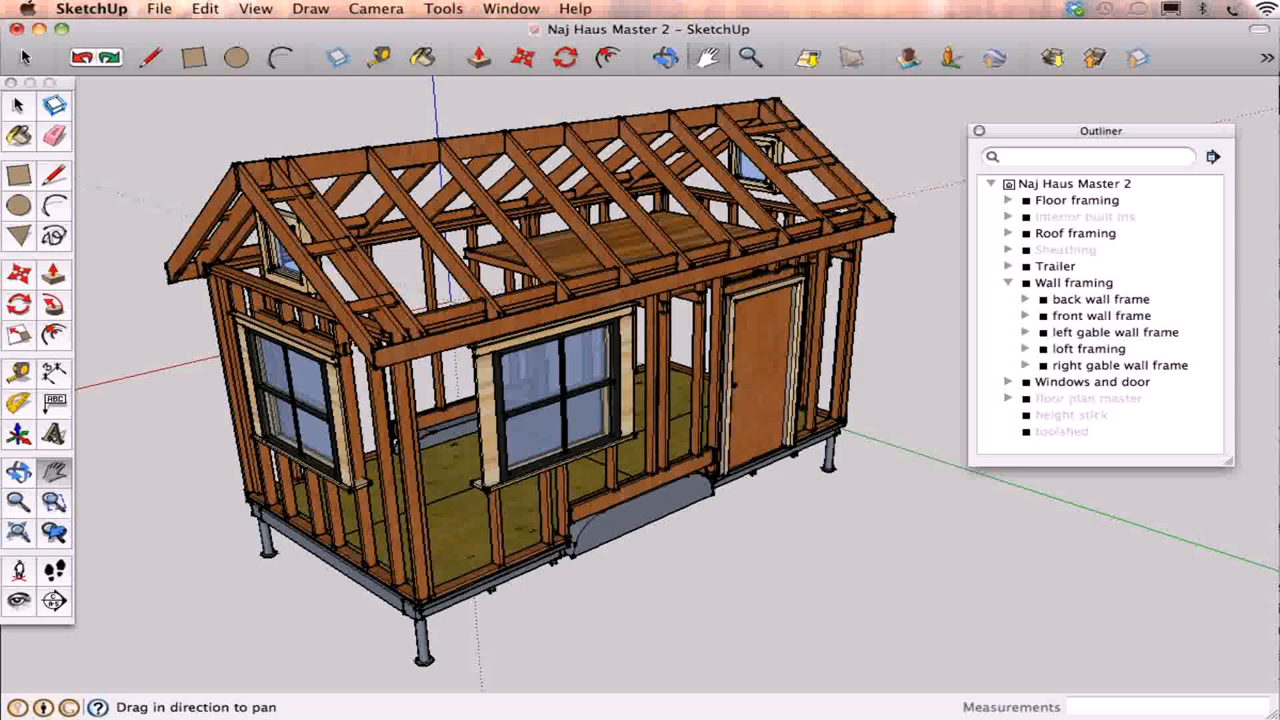 SketchUp File Edit View Draw Camera Tools Window Help
Naj Haus Master 2 - SketchUp
Outliner
Naj Haus Master 2
Floor framing
Interior built ins
Roof framing
Sheathing
Trailer
Wall framing
back wall frame
front wall frame
left gable wall frame
loft framing
right gable wall frame
Windows and door
floor plan master
height stick
toolshed
ABC
A
Drag in direction to pan
Measurements